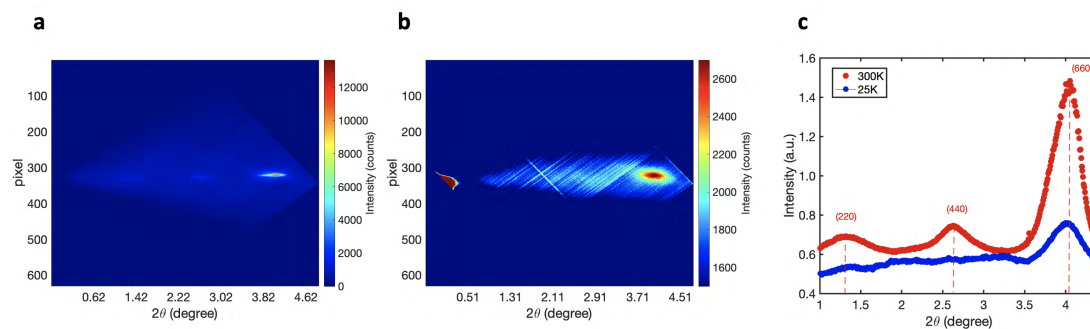 a
100
200
300
400
500
600
pixel
0.62 1.42 2.22 3.02 3.82 4.62
2θ (degree)
12000
10000
8000
6000
4000
2000
0
Intensity (counts)
b
100
200
300
400
500
600
pixel
0.51 1.31 2.11 2.91 3.71 4.51
2θ (degree)
2600
2400
2200
2000
1800
1600
Intensity (counts)
c
1.6
1.4
1.2
1.0
0.8
0.6
0.4
Intensity (a.u.)
300K
25K
(220)
(440)
(660
1 1.5 2 2.5 3 3.5 4
2θ (degree)